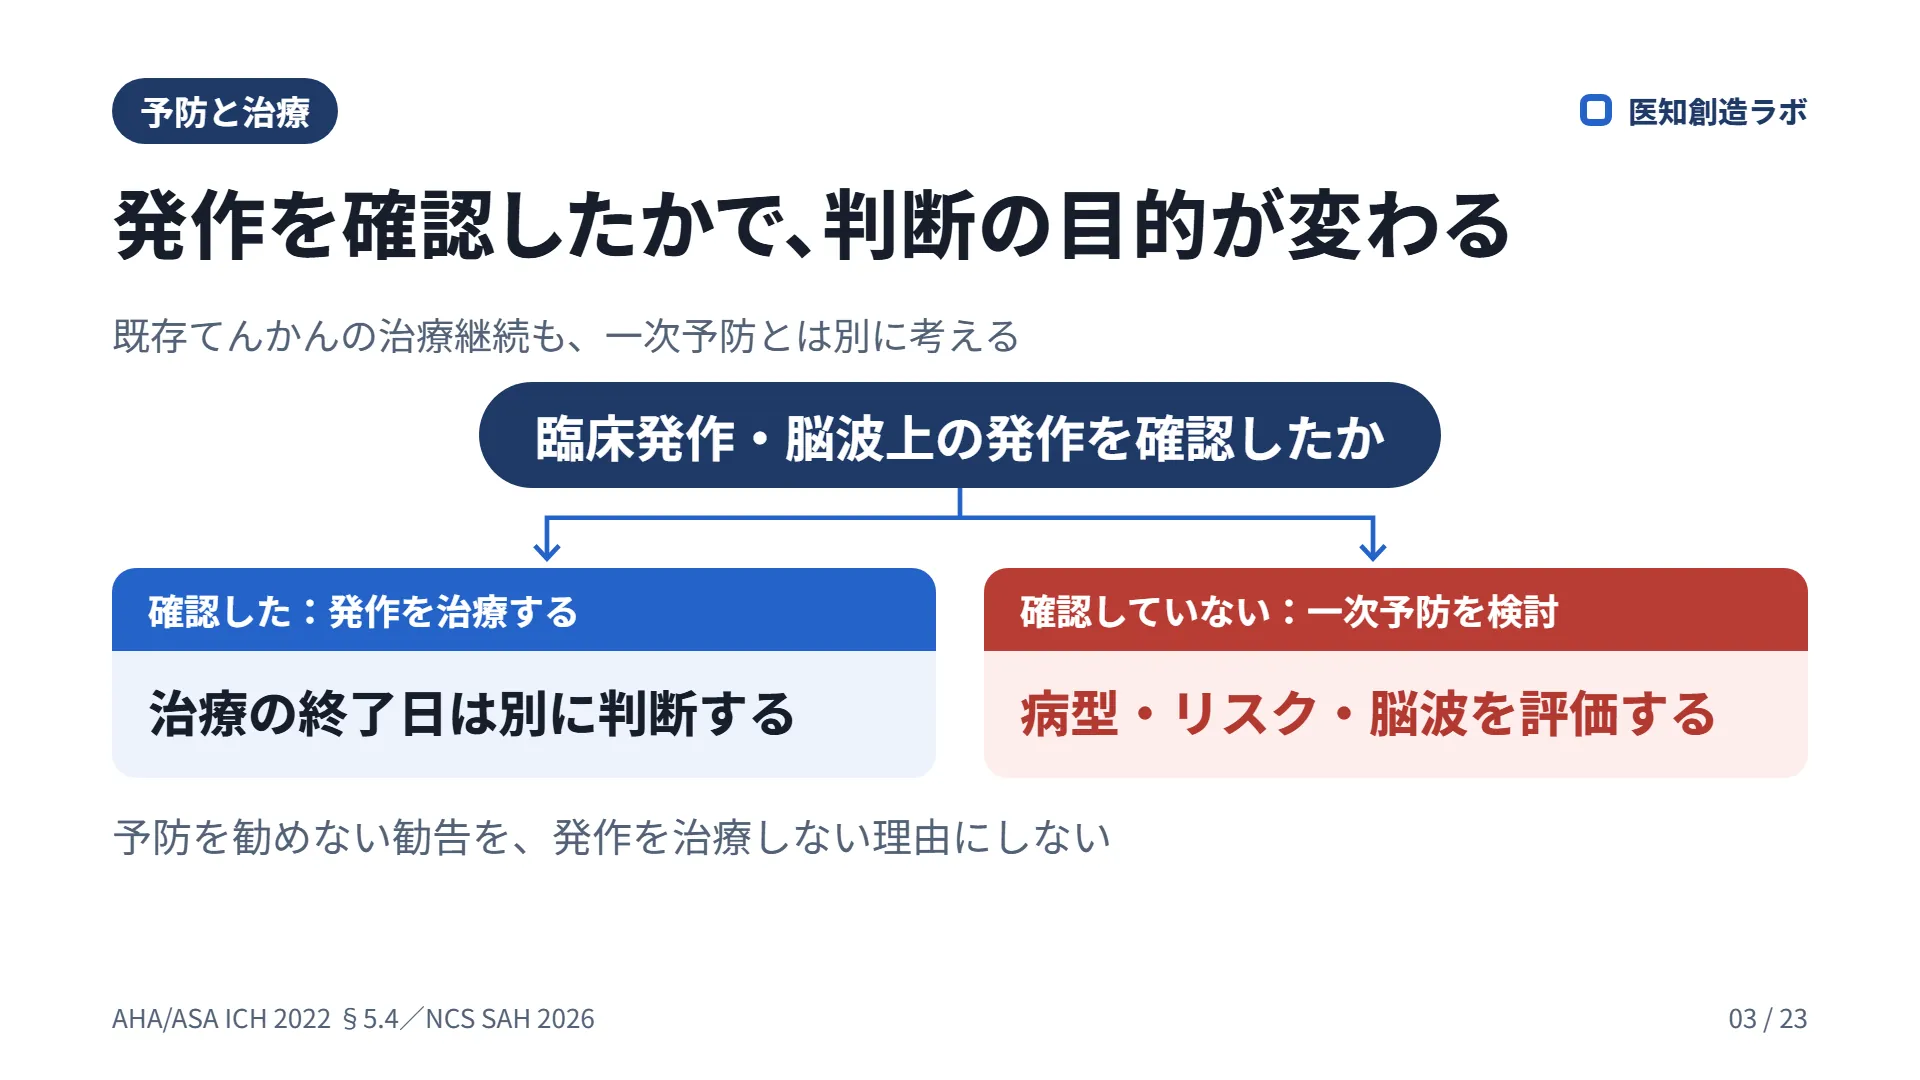 予防と治療
医知創造ラボ
発作を確認したかで、判断の目的が変わる
既存てんかんの治療継続も、一次予防とは別に考える
臨床発作・脳波上の発作を確認したか
確認した：発作を治療する
治療の終了日は別に判断する
確認していない：一次予防を検討
病型・リスク・脳波を評価する
予防を勧めない勧告を、発作を治療しない理由にしない
AHA/ASA ICH 2022 §5.4／NCS SAH 2026
03 / 23